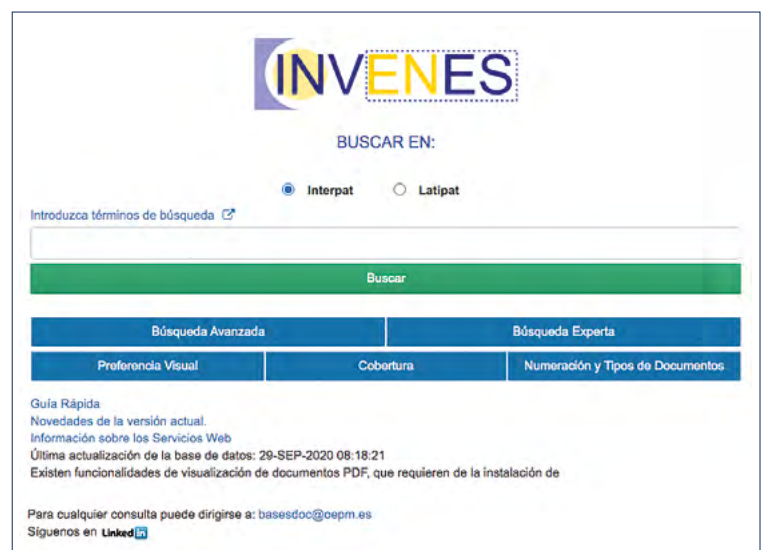 INVENES
BUSCAR EN:
Interpat Latipat
Introduzca términos de búsqueda
Buscar
Búsqueda Avanzada Búsqueda Experta
Preferencia Visual Cobertura Numeración y Tipos de Documentos
Guía Rápida
Novedades de la versión actual.
Información sobre los Servicios Web
Última actualización de la base de datos: 29-SEP-2020 08:18:21
Existen funcionalidades de visualización de documentos PDF, que requieren de la instalación de
Para cualquier consulta puede dirigirse a: basesdoc@oepm.es
Síguenos en Linked in